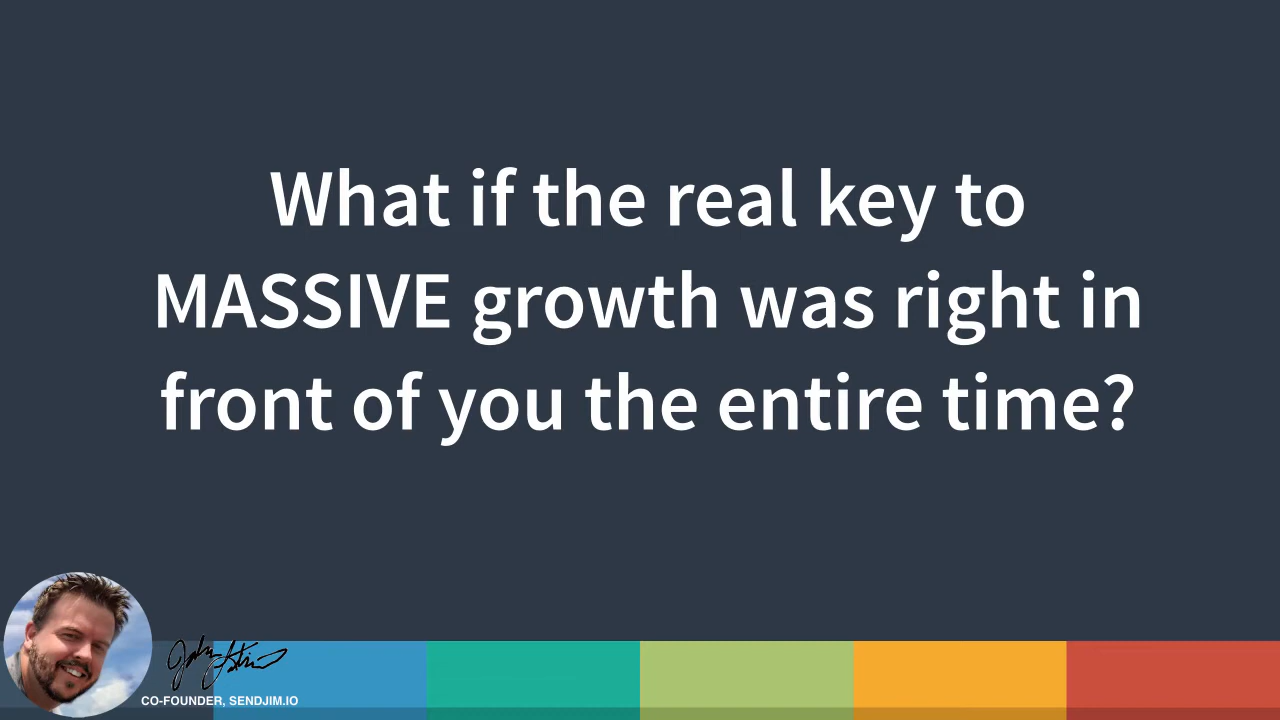 What if the real key to
MASSIVE growth was right in
front of you the entire time?
CO-FOUNDER, SENDJIM.IO